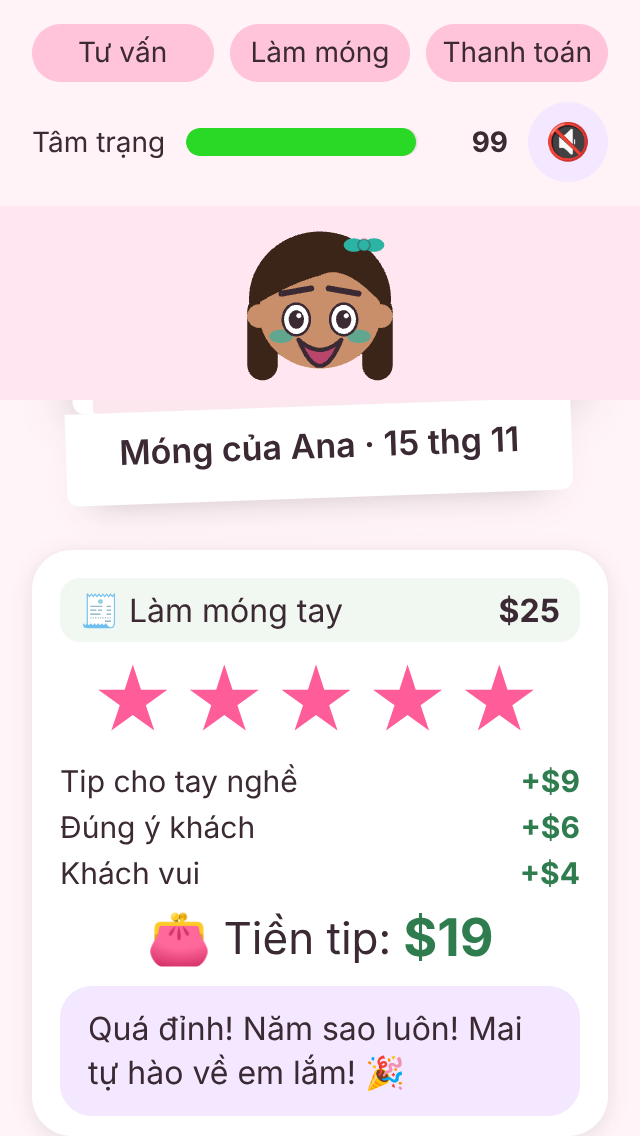 Tư vấn
Làm móng
Thanh toán
Tâm trạng
99
Móng của Ana · 15 thg 11
🧾 Làm móng tay $25
Tip cho tay nghề +$9
Đúng ý khách +$6
Khách vui +$4
👛 Tiền tip: $19
Quá đỉnh! Năm sao luôn! Mai
tự hào về em lắm! 🎉